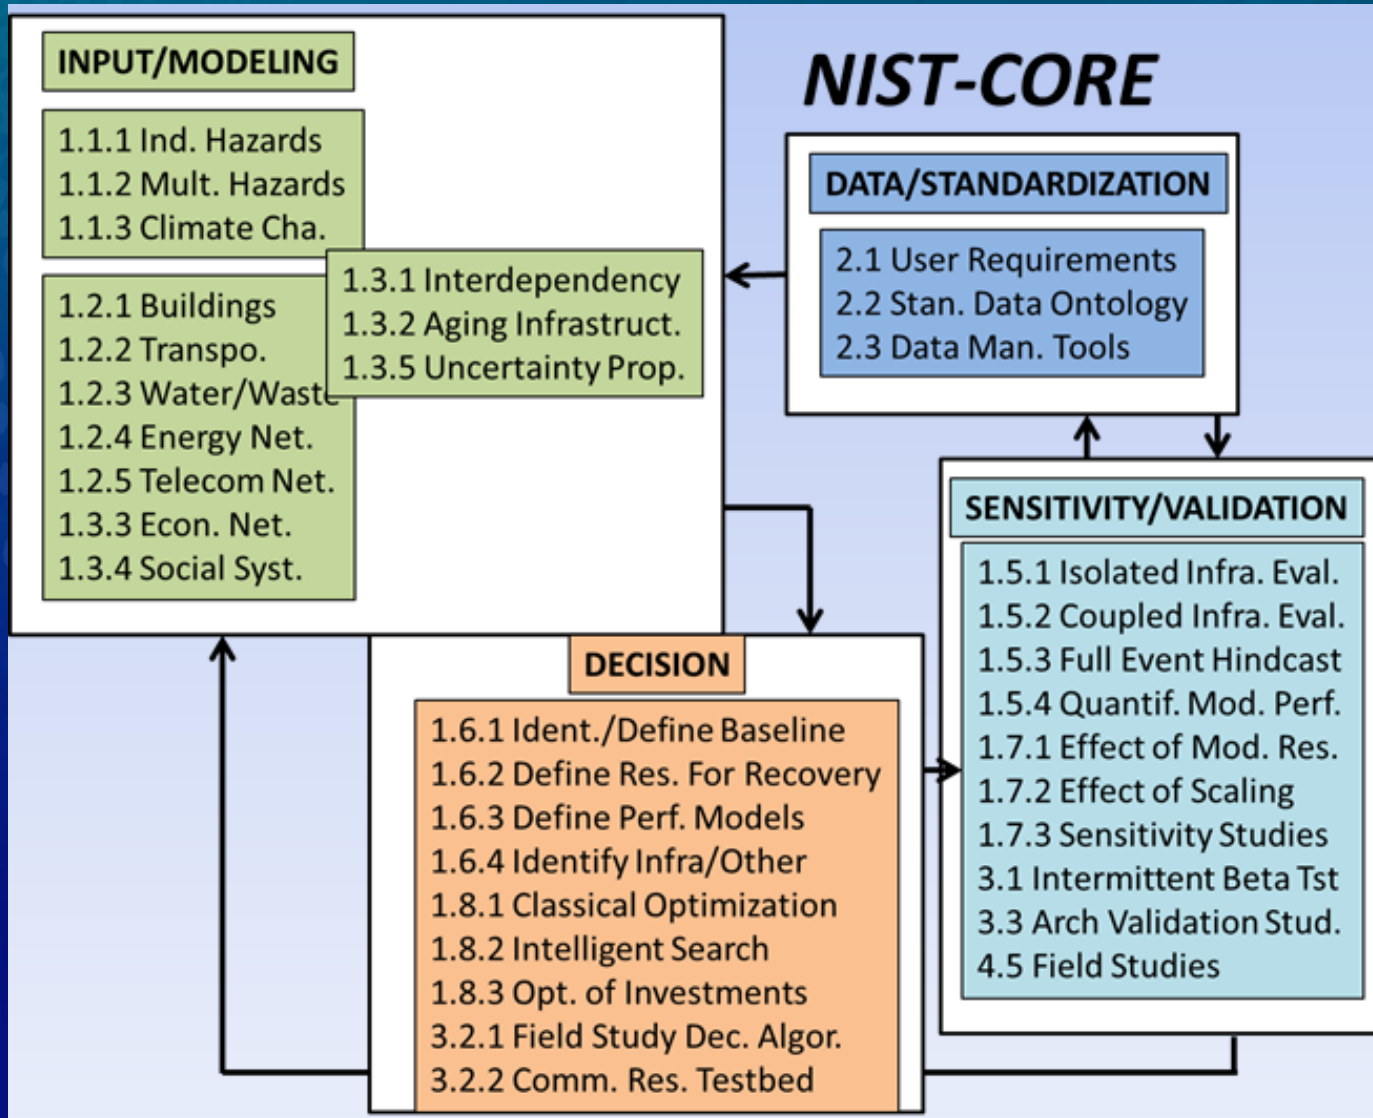 NIST-CORE
INPUT/MODELING
1.1.1 Ind. Hazards
1.1.2 Mult. Hazards
1.1.3 Climate Cha.
1.2.1 Buildings
1.2.2 Transpo.
1.2.3 Water/Waste
1.2.4 Energy Net.
1.2.5 Telecom Net.
1.3.3 Econ. Net.
1.3.4 Social Syst.
1.3.1 Interdependency
1.3.2 Aging Infrastruct.
1.3.5 Uncertainty Prop.
DATA/STANDARDIZATION
2.1 User Requirements
2.2 Stan. Data Ontology
2.3 Data Man. Tools
DECISION
1.6.1 Ident./Define Baseline
1.6.2 Define Res. For Recovery
1.6.3 Define Perf. Models
1.6.4 Identify Infra/Other
1.8.1 Classical Optimization
1.8.2 Intelligent Search
1.8.3 Opt. of Investments
3.2.1 Field Study Dec. Algor.
3.2.2 Comm. Res. Testbed
SENSITIVITY/VALIDATION
1.5.1 Isolated Infra. Eval.
1.5.2 Coupled Infra. Eval.
1.5.3 Full Event Hindcast
1.5.4 Quantif. Mod. Perf.
1.7.1 Effect of Mod. Res.
1.7.2 Effect of Scaling
1.7.3 Sensitivity Studies
3.1 Intermittent Beta Tst
3.3 Arch Validation Stud.
4.5 Field Studies